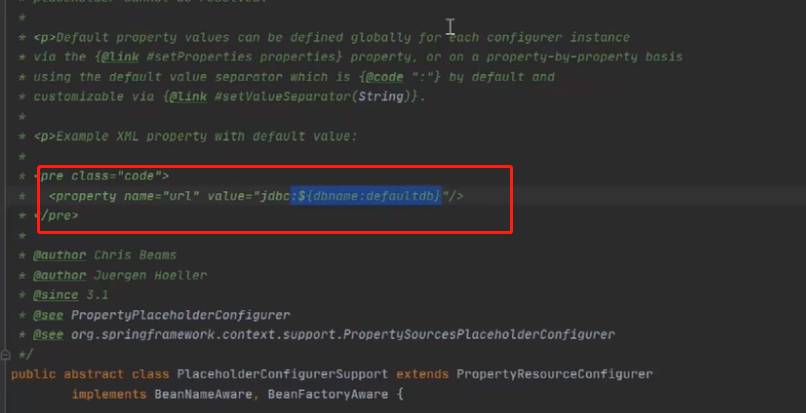 * placeholder cannot be resolved.
*
* <p>Default property values can be defined globally for each configurer instance
* via the {@link #setProperties properties} property, or on a property-by-property basis
* using the default value separator which is {@code ":"} by default and
* customizable via {@link #setValueSeparator(String)}.
*
* <p>Example XML property with default value:
*
* <pre class="code">
* <property name="url" value="jdbc:${dbname:defaultdb}"/>
* </pre>
*
* @author Chris Beams
* @author Juergen Hoeller
* @since 3.1
* @see PropertyPlaceholderConfigurer
* @see org.springframework.context.support.PropertySourcesPlaceholderConfigurer
*/
public abstract class PlaceholderConfigurerSupport extends PropertyResourceConfigurer
implements BeanNameAware, BeanFactoryAware {